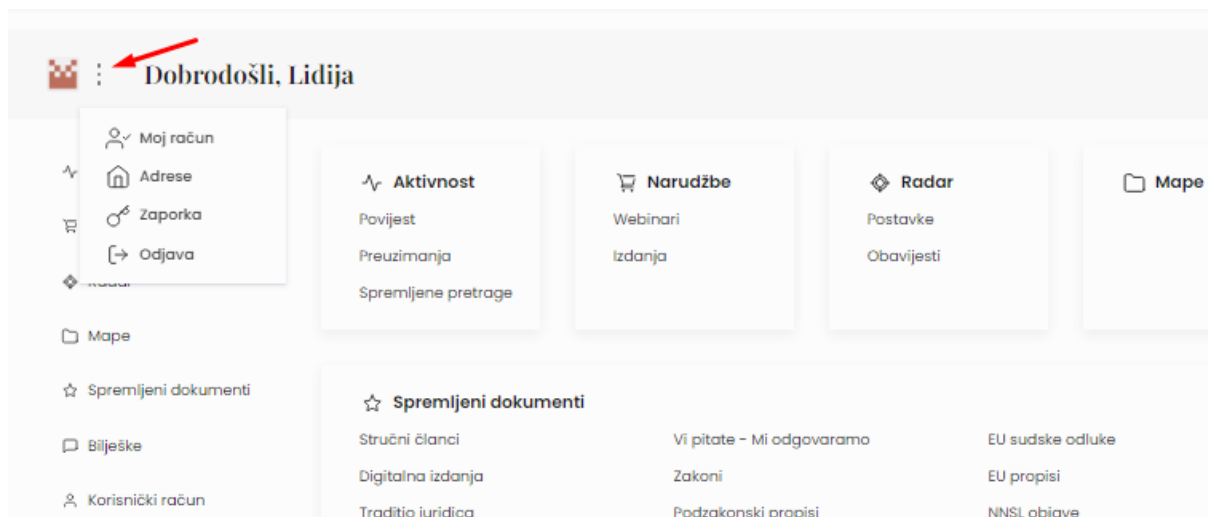 Dobrodošli, Lidija
Moj račun
Adrese
Zaporka
Odjava
Radar
Mape
Spremljeni dokumenti
Bilješke
Korisnički račun
Aktivnost
Povijest
Preuzimanja
Spremljene pretrage
Narudžbe
Webinari
Izdanja
Radar
Postavke
Obavijesti
Mape
Spremljeni dokumenti
Stručni članci
Vi pitate - Mi odgovaramo
EU sudske odluke
Digitalna izdanja
Zakoni
EU propisi
Traditio iuridica
Podzakonski propisi
NNSL objave